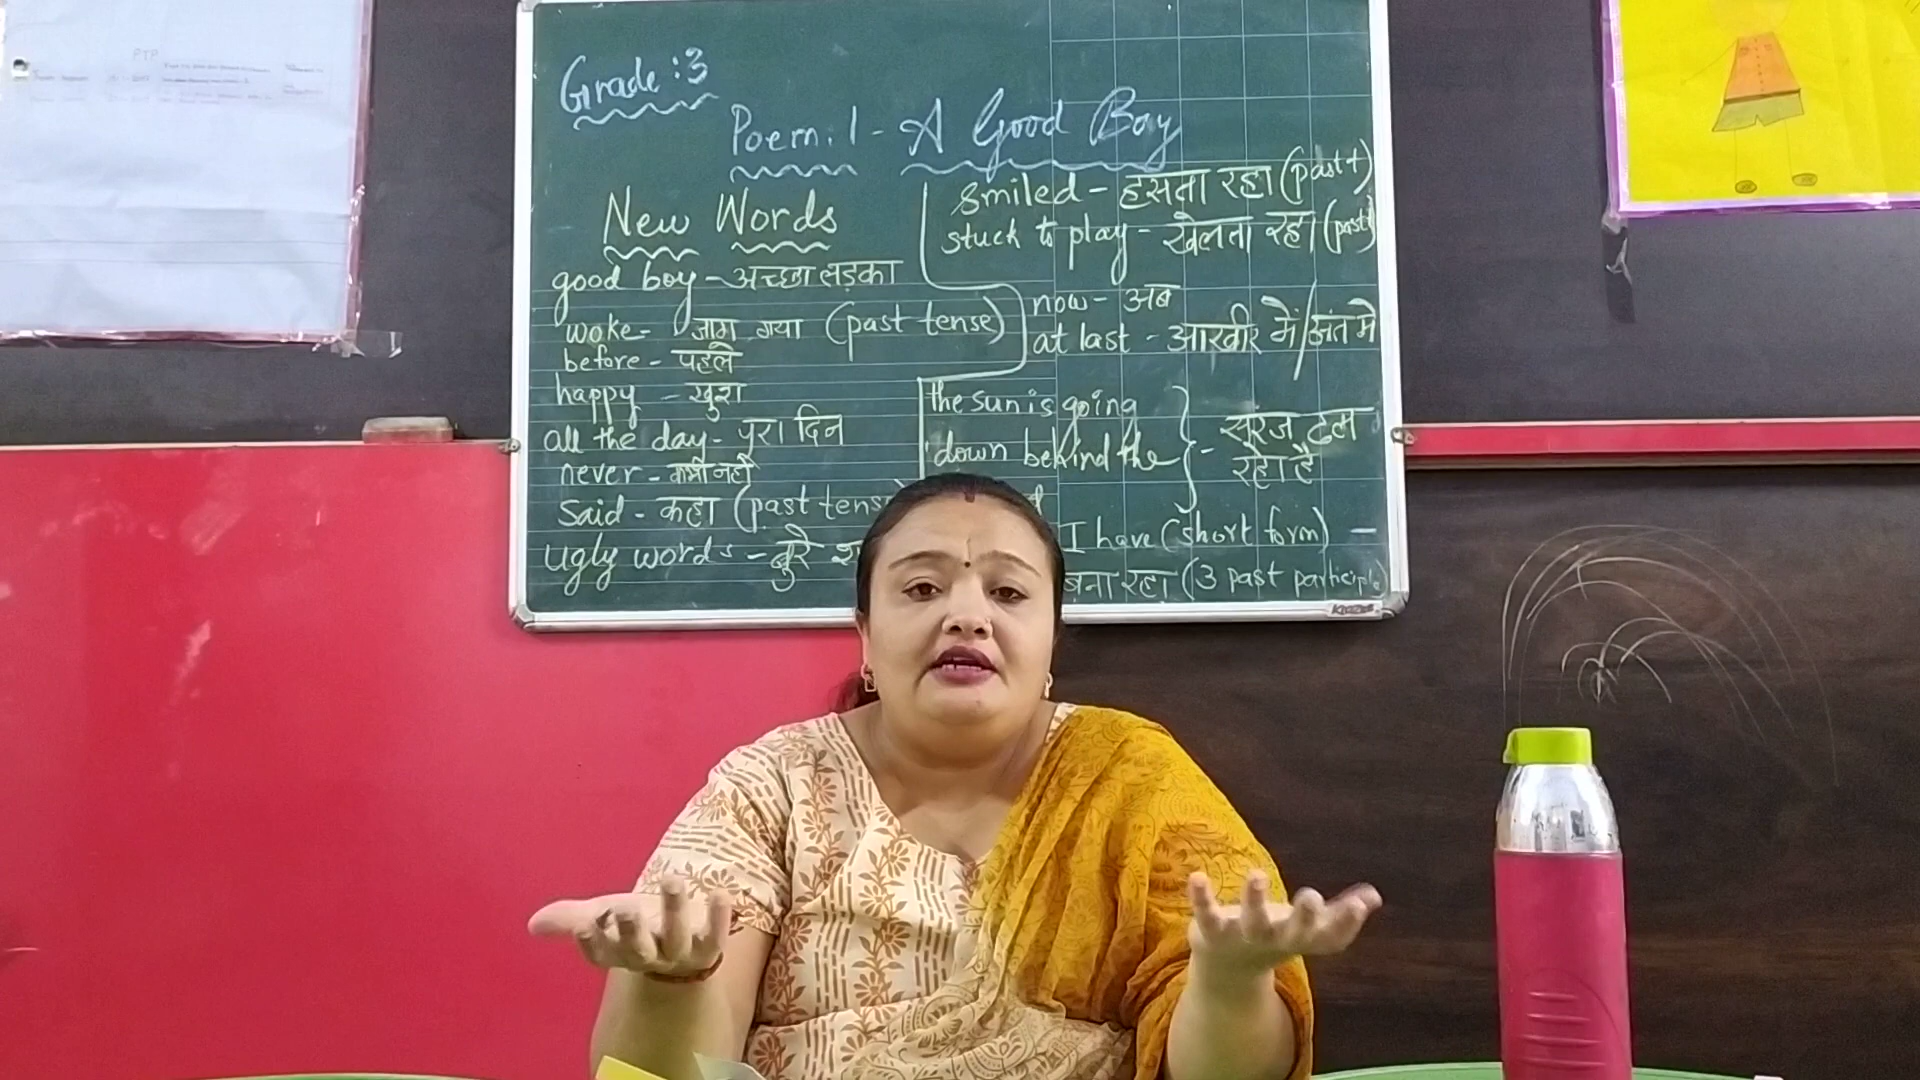 Grade : 3
Poem. 1 - A Good Boy
New Words
good boy - अच्छा लड़का
woke - जाग गया (past tense)
before - पहले
happy - खुश
all the day - पुरा दिन
never - कभी नहीं
Said - कहा (past tens
ugly words - बुरे
Smiled - हंसता रहा (past t)
stuck to play - खेलता रहा (past)
now - अब
at last - आखीर में / अंत मे
the sun is going
down behind the } - सूरज ढल
रहा है
I have (short form) -
बना रहा (3 past participle)
PTP